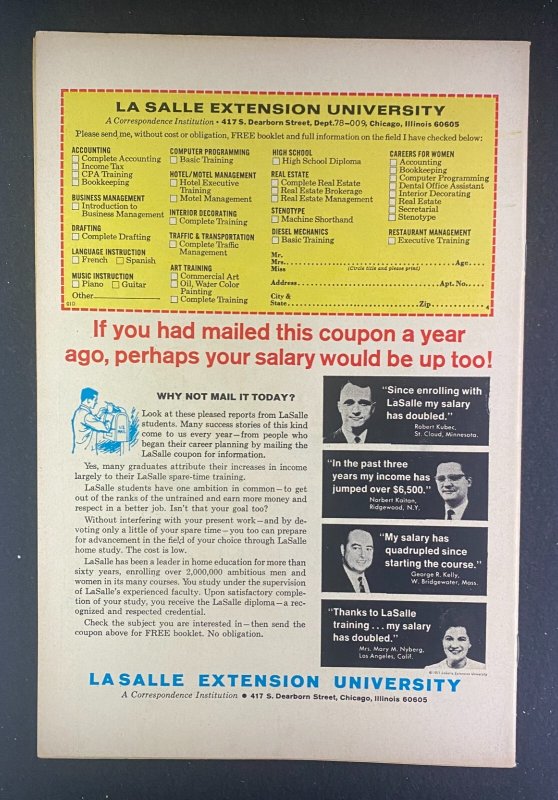 LA SALLE EXTENSION UNIVERSITY
A Correspondence Institution • 417 S. Dearborn Street, Dept. 78-009, Chicago, Illinois 60605
Please send me, without cost or obligation, FREE booklet and full information on the field I have checked below:
ACCOUNTING
Complete Accounting
Income Tax
CPA Training
Bookkeeping
BUSINESS MANAGEMENT
Introduction to
Business Management
DRAFTING
Complete Drafting
LANGUAGE INSTRUCTION
French Spanish
MUSIC INSTRUCTION
Piano Guitar
Other
COMPUTER PROGRAMMING
Basic Training
HOTEL/MOTEL MANAGEMENT
Hotel Executive
Training
Motel Management
INTERIOR DECORATING
Complete Training
TRAFFIC & TRANSPORTATION
Complete Traffic
Management
ART TRAINING
Commercial Art
Oil, Water Color
Painting
Complete Training
HIGH SCHOOL
High School Diploma
REAL ESTATE
Complete Real Estate
Real Estate Brokerage
Real Estate Management
STENOTYPE
Machine Shorthand
DIESEL MECHANICS
Basic Training
CAREERS FOR WOMEN
Accounting
Bookkeeping
Computer Programming
Dental Office Assistant
Interior Decorating
Real Estate
Secretarial
Stenotype
RESTAURANT MANAGEMENT
Executive Training
Mr.
Mrs. Age
Miss (Circle title and please print)
Address Apt. No.
City &
State Zip
4
If you had mailed this coupon a year
ago, perhaps your salary would be up too!
WHY NOT MAIL IT TODAY?
Look at these pleased reports from LaSalle
students. Many success stories of this kind
come to us every year—from people who
began their career planning by mailing the
LaSalle coupon for information.
Yes, many graduates attribute their increases in income
largely to their LaSalle spare-time training.
LaSalle students have one ambition in common—to get
out of the ranks of the untrained and earn more money and
respect in a better job. Isn't that your goal too?
Without interfering with your present work—and by de-
voting only a little of your spare time—you too can prepare
for advancement in the field of your choice through LaSalle
home study. The cost is low.
LaSalle has been a leader in home education for more than
sixty years, enrolling over 2,000,000 ambitious men and
women in its many courses. You study under the supervision
of LaSalle's experienced faculty. Upon satisfactory comple-
tion of your study, you receive the LaSalle diploma—a rec-
ognized and respected credential.
Check the subject you are interested in—then send the
coupon above for FREE booklet. No obligation.
"Since enrolling with
LaSalle my salary
has doubled."
Robert Kubec,
St. Cloud, Minnesota.
"In the past three
years my income has
jumped over $6,500."
Norbert Kaiten,
Ridgewood, N.Y.
"My salary has
quadrupled since
starting the course."
George R. Kelly,
W. Bridgewater, Mass.
"Thanks to LaSalle
training . . . my salary
has doubled."
Mrs. Mary M. Nyberg,
Los Angeles, Calif.
© 1971 LaSalle Extension University
LA SALLE EXTENSION UNIVERSITY
A Correspondence Institution • 417 S. Dearborn Street, Chicago, Illinois 60605